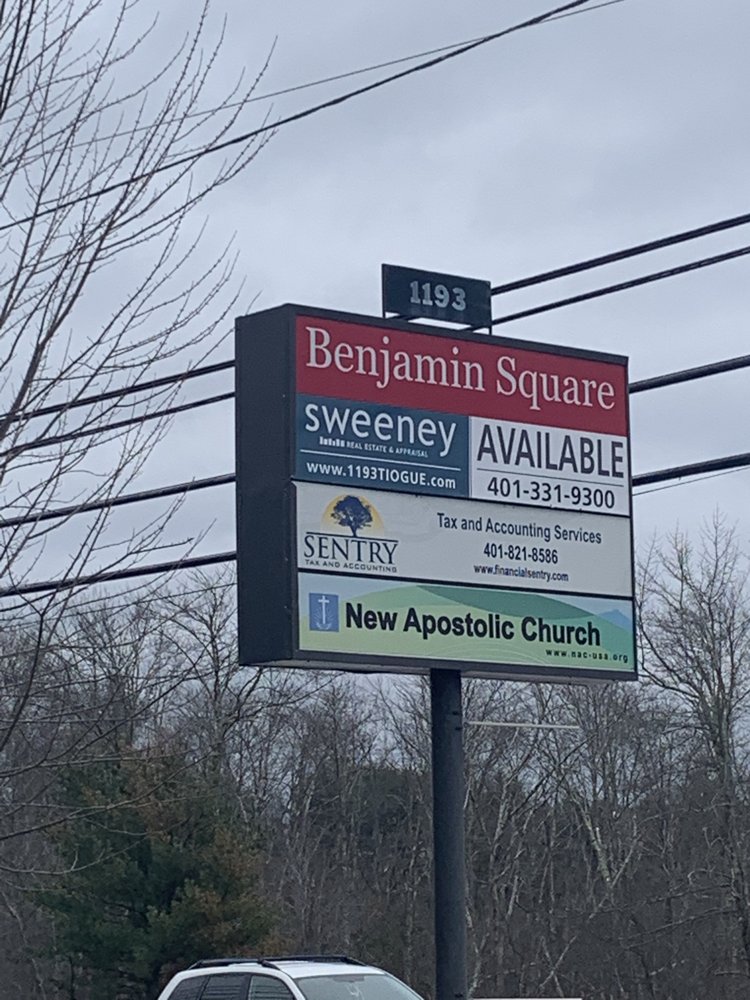 1193
Benjamin Square
sweeney
REAL ESTATE & APPRAISAL
www.1193TIOGUE.com
AVAILABLE
401-331-9300
SENTRY
TAX AND ACCOUNTING
Tax and Accounting Services
401-821-8586
www.financialsentry.com
New Apostolic Church
www.nac-usa.org